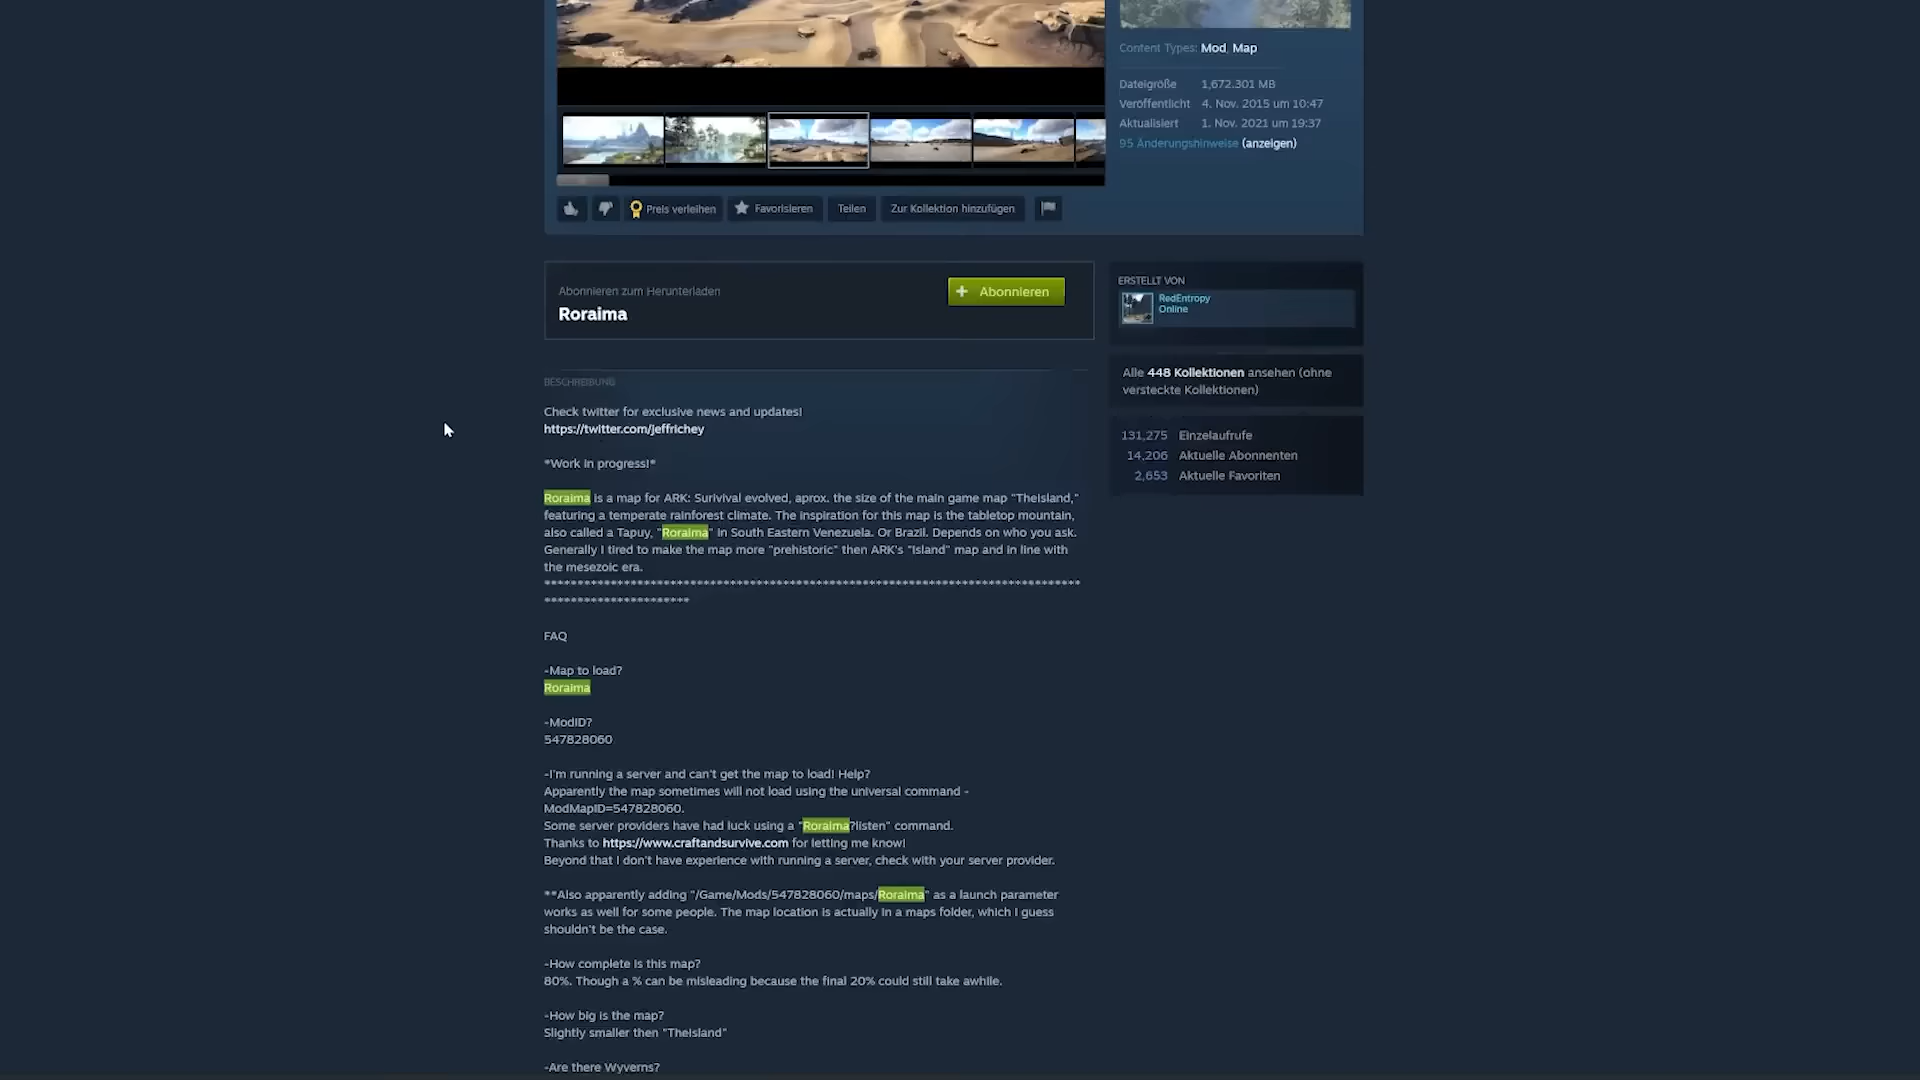 Content Types: Mod, Map
Dateigröße 1,672.301 MB
Veröffentlicht 4. Nov. 2015 um 10:47
Aktualisiert 1. Nov. 2021 um 19:37
95 Änderungshinweise (anzeigen)
Preis verleihen
Favorisieren
Teilen
Zur Kollektion hinzufügen
Abonnieren zum Herunterladen
Roraima
Abonnieren
ERSTELLT VON
RedEntropy
Online
Alle 448 Kollektionen ansehen (ohne
versteckte Kollektionen)
131,275 Einzelaufrufe
14,206 Aktuelle Abonnenten
2,653 Aktuelle Favoriten
BESCHREIBUNG
Check twitter for exclusive news and updates!
https://twitter.com/jeffrichey
*Work in progress!*
Roraima is a map for ARK: Surivival evolved, aprox. the size of the main game map "TheIsland,"
featuring a temperate rainforest climate. The inspiration for this map is the tabletop mountain,
also called a Tapuy, "Roraima" in South Eastern Venezuela. Or Brazil. Depends on who you ask.
Generally I tired to make the map more "prehistoric" then ARK's "Island" map and in line with
the mesezoic era.
FAQ
-Map to load?
Roraima
-ModID?
547828060
-I'm running a server and can't get the map to load! Help?
Apparently the map sometimes will not load using the universal command -
ModMapID=547828060.
Some server providers have had luck using a "Roraima?listen" command.
Thanks to https://www.craftandsurvive.com for letting me know!
Beyond that I don't have experience with running a server, check with your server provider.
**Also apparently adding "/Game/Mods/547828060/maps/Roraima" as a launch parameter
works as well for some people. The map location is actually in a maps folder, which I guess
shouldn't be the case.
-How complete is this map?
80%. Though a % can be misleading because the final 20% could still take awhile.
-How big is the map?
Slightly smaller then "TheIsland"
-Are there Wyverns?